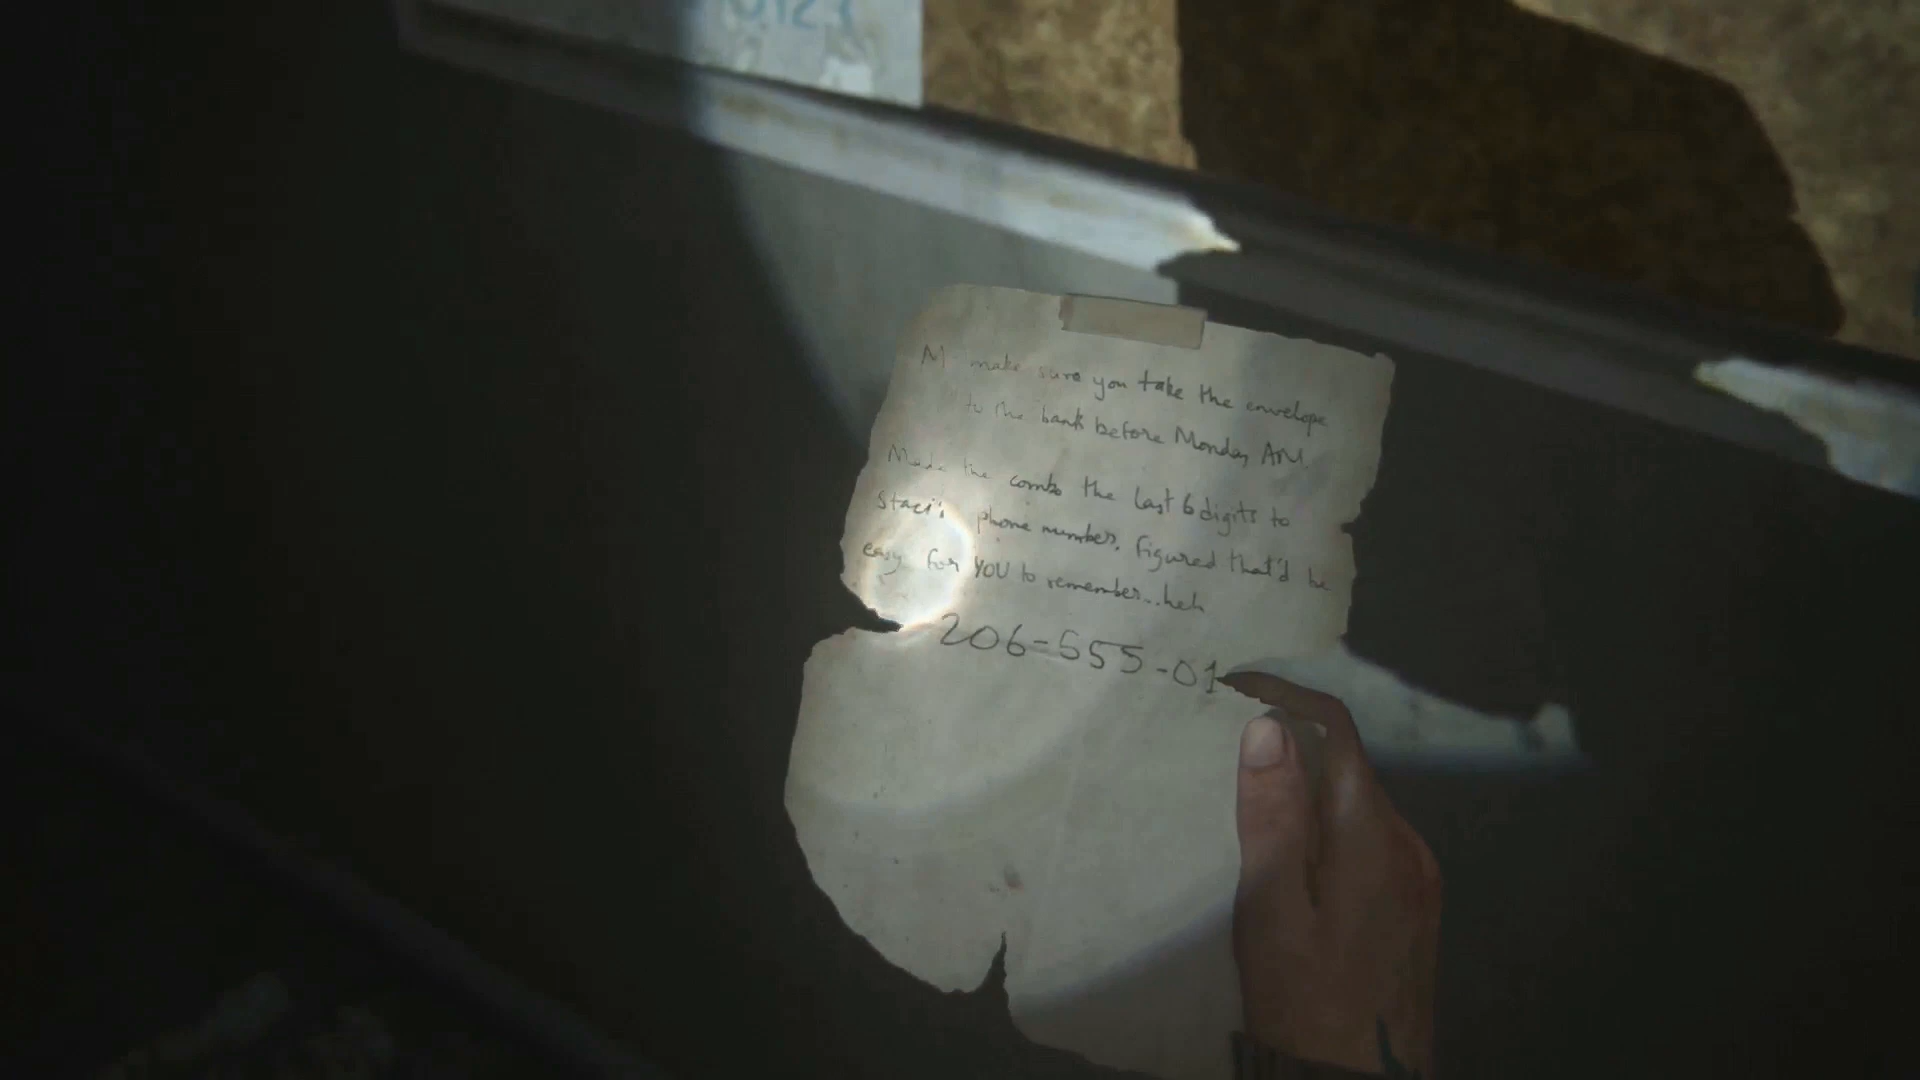 M - make sure you take the envelope
to the bank before Monday AM.
Made the combo the last 6 digits to
Staci's phone number, figured that'd be
easy for YOU to remember...heh
206-555-01